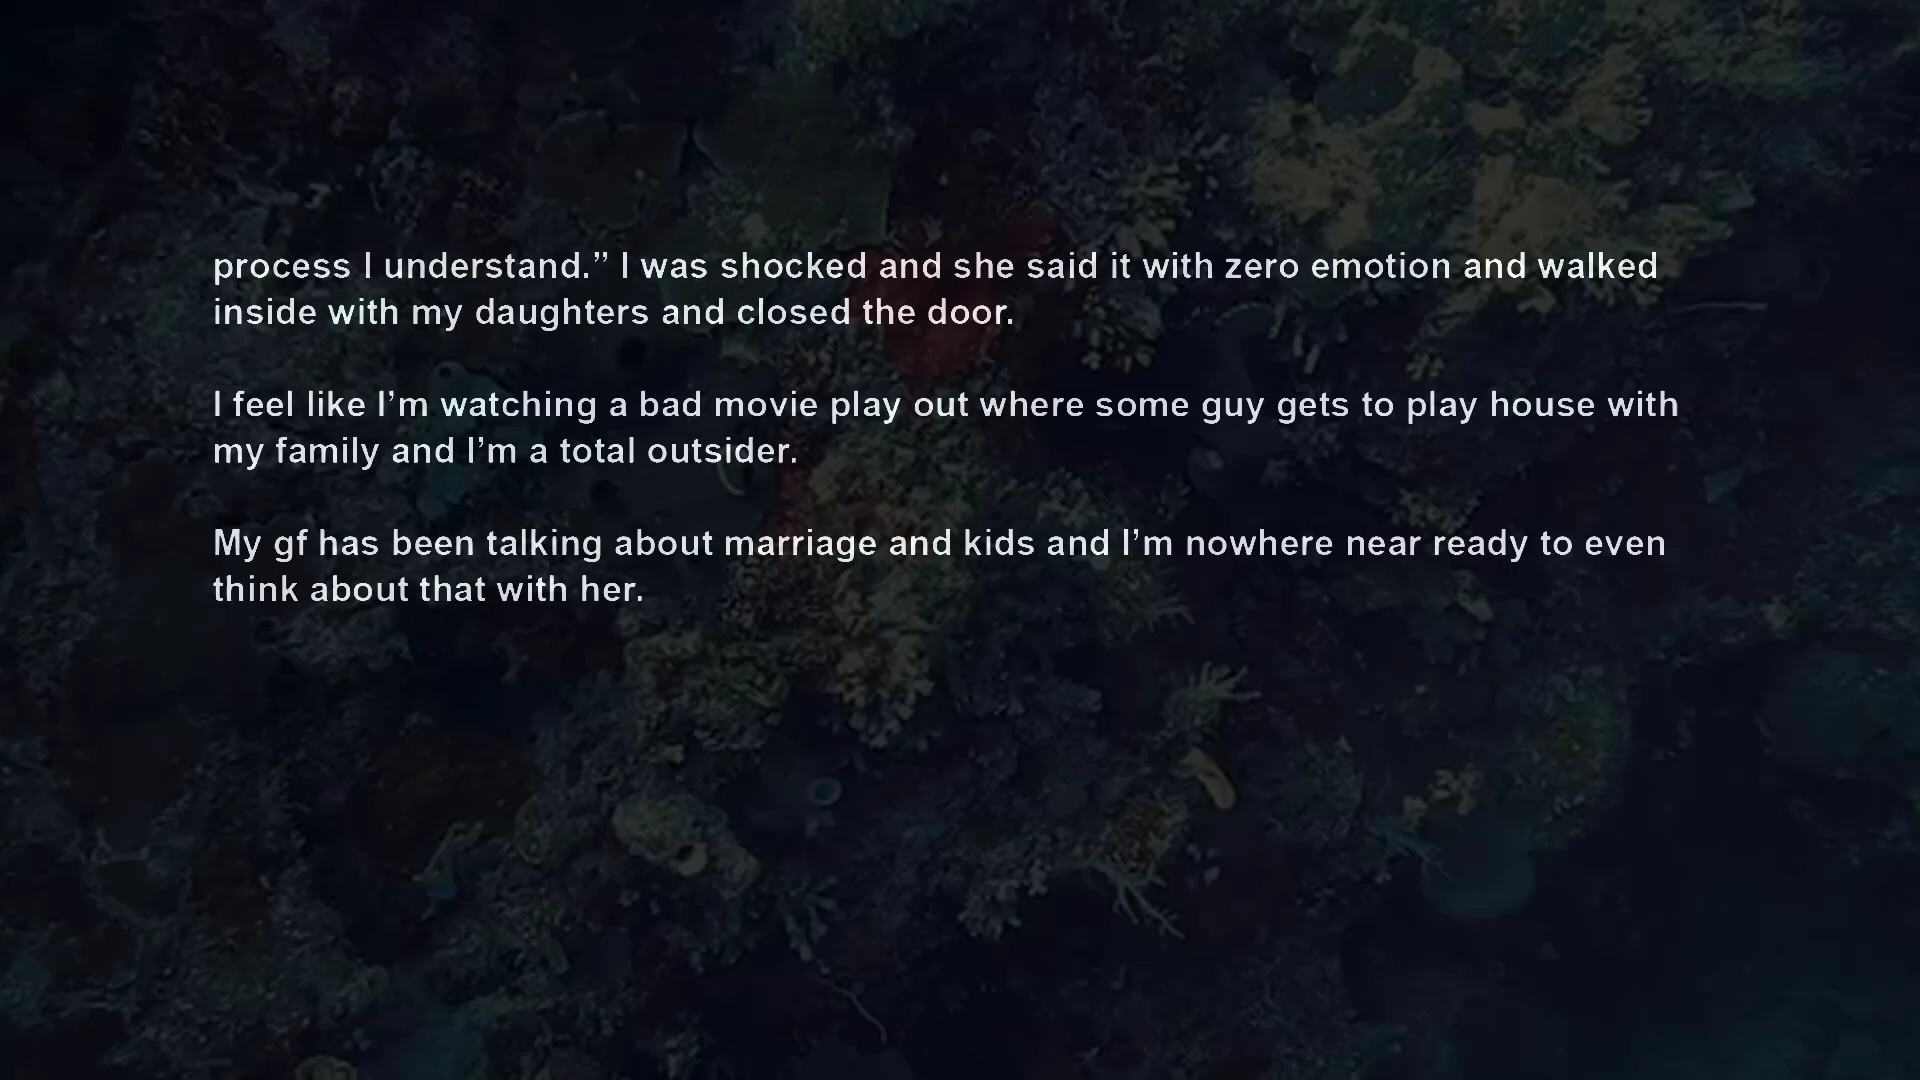 process I understand.” I was shocked and she said it with zero emotion and walked
inside with my daughters and closed the door.
I feel like I’m watching a bad movie play out where some guy gets to play house with
my family and I’m a total outsider.
My gf has been talking about marriage and kids and I’m nowhere near ready to even
think about that with her.